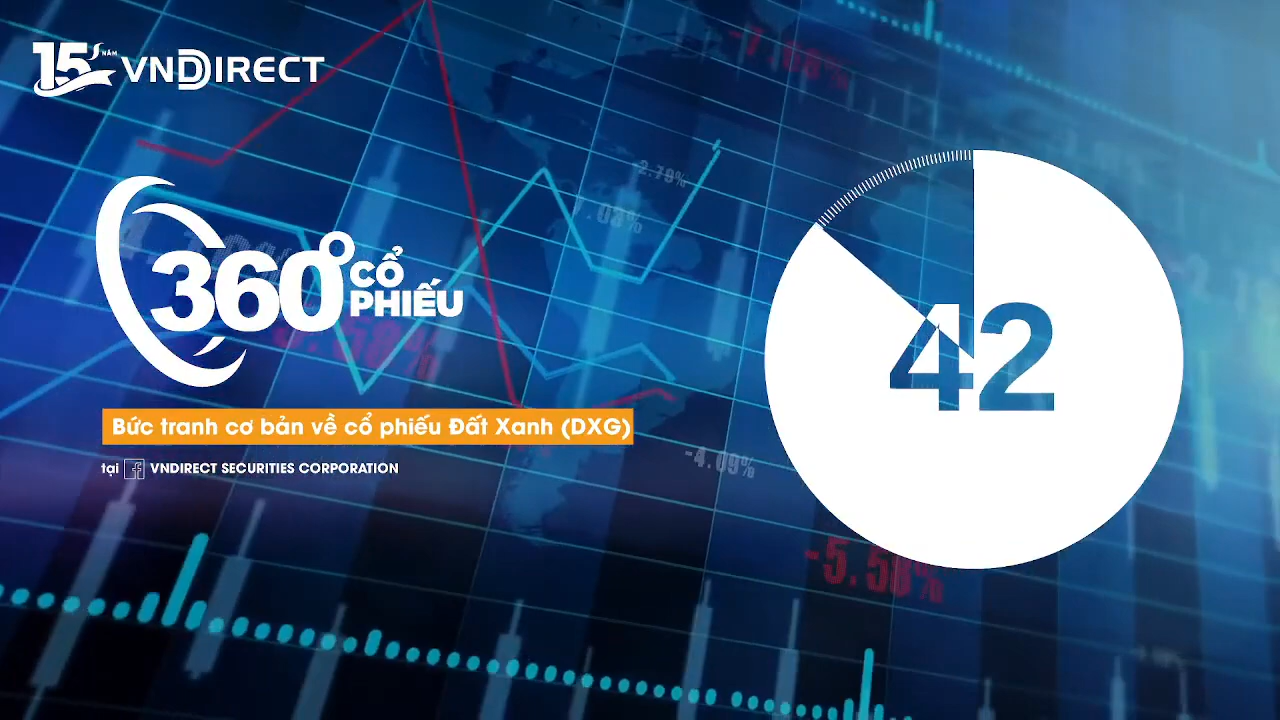 15 NĂM VNDIRECT
360° CỔ PHIẾU
Bức tranh cơ bản về cổ phiếu Đất Xanh (DXG)
tại f VNDIRECT SECURITIES CORPORATION
42
-2.79%
-4.09%
-5.58%